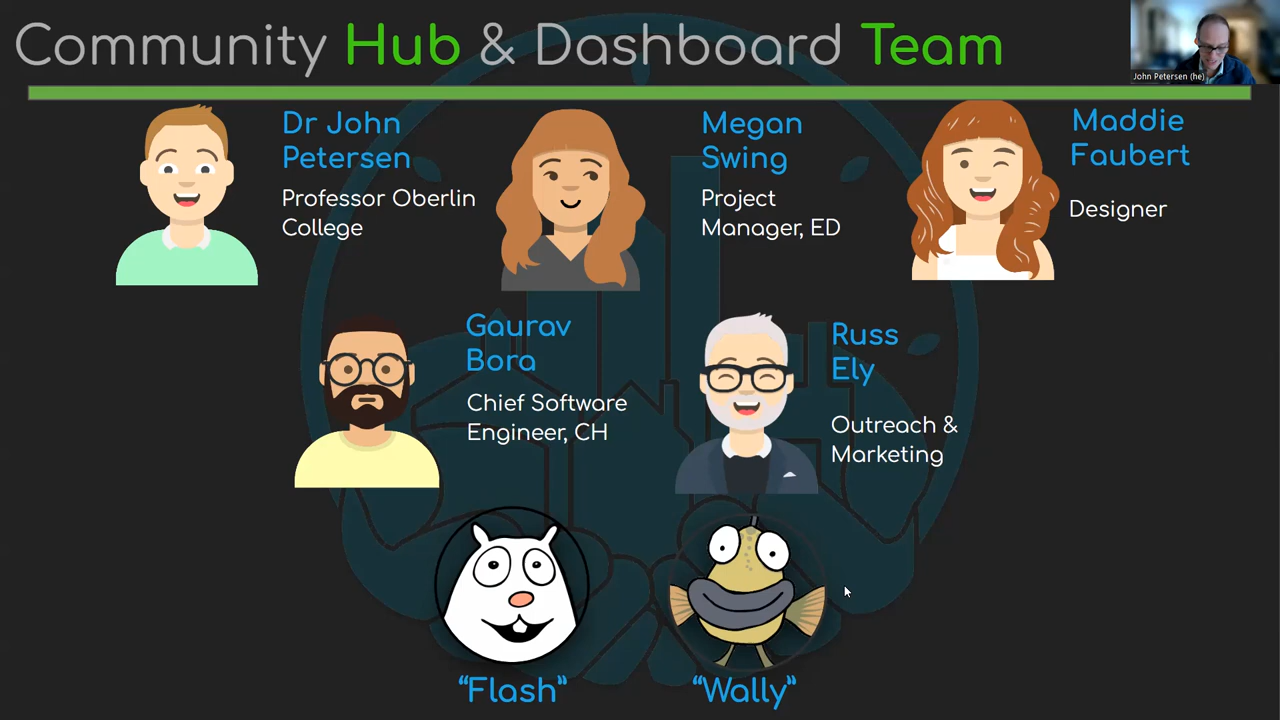 Community Hub & Dashboard Team
John Petersen (he)
Dr John
Petersen
Professor Oberlin
College
Megan
Swing
Project
Manager, ED
Maddie
Faubert
Designer
Gaurav
Bora
Chief Software
Engineer, CH
Russ
Ely
Outreach &
Marketing
“Flash”
“Wally”